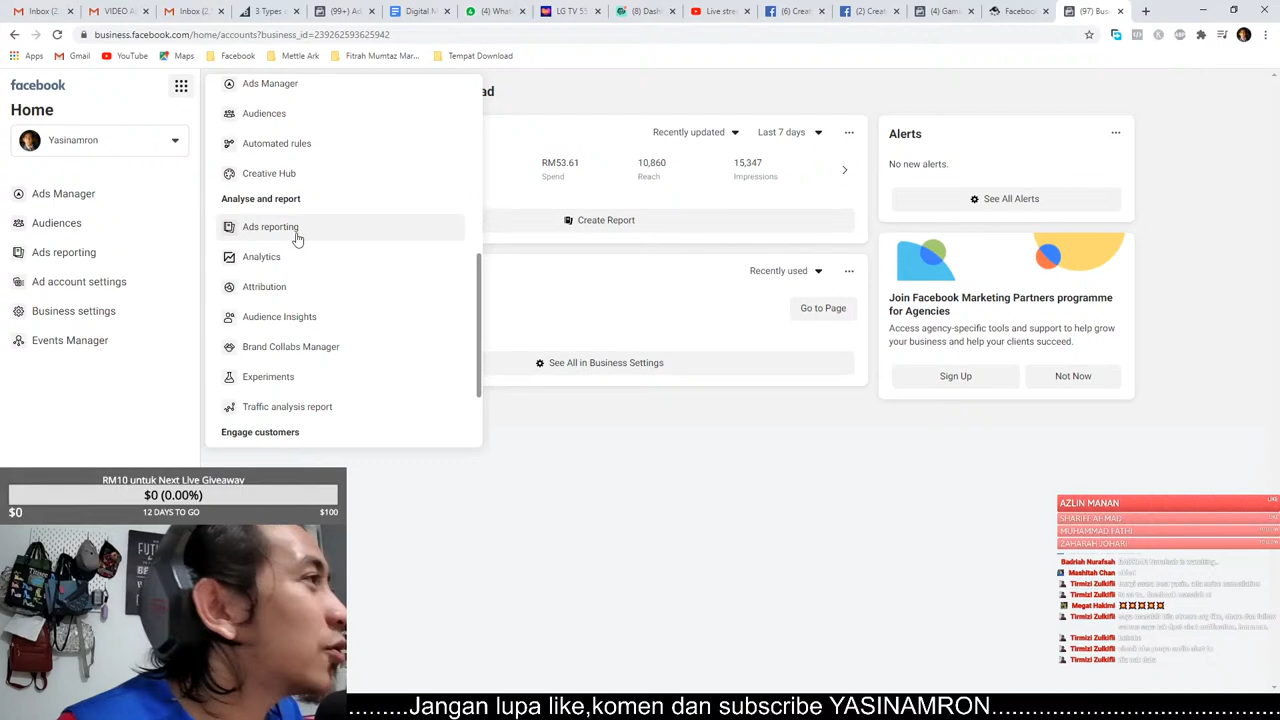 Inbox (2
VIDEO A
Inbox (2
3 Types
(99+) Ad
Digital M
(4) What
LG TV 55
(8) Dash
Live stre
(6) Creat
(2) Creat
(4) Gam
Facebook
(97) Bus
business.facebook.com/home/accounts?business_id=239262593625942
Apps
Gmail
YouTube
Maps
Facebook
Mettle Ark
Fitrah Mumtaz Mar...
Tempat Download
facebook
Home
Yasinamron
Ads Manager
Audiences
Ads reporting
Ad account settings
Business settings
Events Manager
Ads Manager
Audiences
Automated rules
Creative Hub
Analyse and report
Ads reporting
Analytics
Attribution
Audience Insights
Brand Collabs Manager
Experiments
Traffic analysis report
Engage customers
ad
Recently updated
Last 7 days
RM53.61
10,860
15,347
Spend
Reach
Impressions
Create Report
Recently used
Go to Page
See All in Business Settings
Alerts
No new alerts.
See All Alerts
Join Facebook Marketing Partners programme
for Agencies
Access agency-specific tools and support to help grow
your business and help your clients succeed.
Sign Up
Not Now
RM10 untuk Next Live Giveaway
$0 (0.00%)
$0
12 DAYS TO GO
$100
AZLIN MANAN
LIKE
MUHAMMAD FATHI
ZAHARAH JOHARI
Badriah Nurafsah
Mashitah Chan
Tirmizi Zulkifli
Tirmizi Zulkifli
Megat Hakimi
Tirmizi Zulkifli
Tirmizi Zulkifli
Tirmizi Zulkifli
Tirmizi Zulkifli
.........Jangan lupa like,komen dan subscribe YASINAMRON......................................